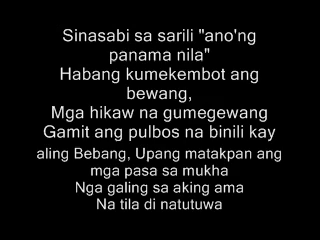 Sinasabi sa sarili "ano'ng
panama nila"
Habang kumekembot ang
bewang,
Mga hikaw na gumegewang
Gamit ang pulbos na binili kay
aling Bebang, Upang matakpan ang
mga pasa sa mukha
Nga galing sa aking ama
Na tila di natutuwa